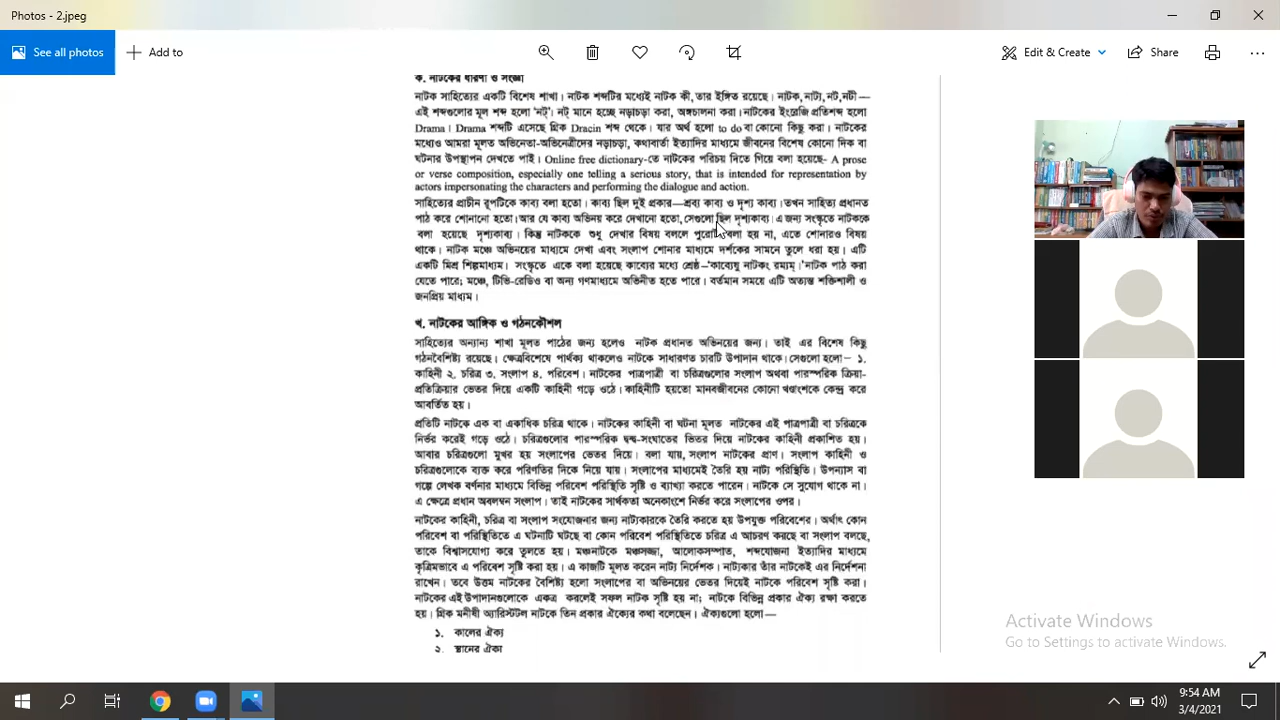 Photos - 2.jpeg
See all photos
Add to
Edit & Create
Share
ক. নাটকের ধারণা ও সংজ্ঞা
নাটক সাহিত্যের একটি বিশেষ শাখা। নাটক শব্দটির মধ্যেই নাটক কী, তার ইঙ্গিত রয়েছে। নাটক, নাট্য, নট, নটী—
এই শব্দগুলোর মূল শব্দ হলো 'নট্'। নট্ মানে হচ্ছে নড়াচড়া করা, অঙ্গচালনা করা। নাটকের ইংরেজি প্রতিশব্দ হলো
Drama। Drama শব্দটি এসেছে গ্রিক Dracin শব্দ থেকে। যার অর্থ হলো to do বা কোনো কিছু করা। নাটকের
মধ্যেও আমরা মূলত অভিনেতা-অভিনেত্রীদের নড়াচড়া, কথাবার্তা ইত্যাদির মাধ্যমে জীবনের বিশেষ কোনো দিক বা
ঘটনার উপস্থাপন দেখতে পাই। Online free dictionary-তে নাটকের পরিচয় দিতে গিয়ে বলা হয়েছে- A prose
or verse composition, especially one telling a serious story, that is intended for representation by
actors impersonating the characters and performing the dialogue and action.
সাহিত্যের প্রাচীন রূপটিকে কাব্য বলা হতো। কাব্য ছিল দুই প্রকার—শ্রব্য কাব্য ও দৃশ্য কাব্য। তখন সাহিত্য প্রধানত
পাঠ করে শোনানো হতো। আর যে কাব্য অভিনয় করে দেখানো হতো, সেগুলো ছিল দৃশ্যকাব্য। এ জন্য সংস্কৃতে নাটককে
বলা হয়েছে দৃশ্যকাব্য। কিন্তু নাটককে শুধু দেখার বিষয় বললে পুরোটা বলা হয় না, এতে শোনারও বিষয়
থাকে। নাটক মঞ্চে অভিনয়ের মাধ্যমে দেখা এবং সংলাপ শোনার মাধ্যমে দর্শকের সামনে তুলে ধরা হয়। এটি
একটি মিশ্র শিল্পমাধ্যম। সংস্কৃতে একে বলা হয়েছে কাব্যের মধ্যে শ্রেষ্ঠ–'কাব্যেষু নাটকং রম্যম্'। নাটক পাঠ করা
যেতে পারে; মঞ্চে, টিভি-রেডিও বা অন্য গণমাধ্যমে অভিনীত হতে পারে। বর্তমান সময়ে এটি অত্যন্ত শক্তিশালী ও
জনপ্রিয় মাধ্যম।
খ. নাটকের আঙ্গিক ও গঠনকৌশল
সাহিত্যের অন্যান্য শাখা মূলত পাঠের জন্য হলেও নাটক প্রধানত অভিনয়ের জন্য। তাই এর বিশেষ কিছু
গঠনবৈশিষ্ট্য রয়েছে। ক্ষেত্রবিশেষে পার্থক্য থাকলেও নাটকে সাধারণত চারটি উপাদান থাকে। সেগুলো হলো– ১.
কাহিনী ২. চরিত্র ৩. সংলাপ ৪. পরিবেশ। নাটকের পাত্রপাত্রী বা চরিত্রগুলোর সংলাপ অথবা পারস্পরিক ক্রিয়া-
প্রতিক্রিয়ার ভেতর দিয়ে একটি কাহিনী গড়ে ওঠে। কাহিনীটি হয়তো মানবজীবনের কোনো খণ্ডাংশকে কেন্দ্র করে
আবর্তিত হয়।
প্রতিটি নাটকে এক বা একাধিক চরিত্র থাকে। নাটকের কাহিনী বা ঘটনা মূলত নাটকের এই পাত্রপাত্রী বা চরিত্রকে
নির্ভর করেই গড়ে ওঠে। চরিত্রগুলোর পারস্পরিক দ্বন্দ্ব-সংঘাতের ভিতর দিয়ে নাটকের কাহিনী প্রকাশিত হয়।
আবার চরিত্রগুলো মুখর হয় সংলাপের ভেতর দিয়ে। বলা যায়, সংলাপ নাটকের প্রাণ। সংলাপ কাহিনী ও
চরিত্রগুলোকে ব্যক্ত করে পরিণতির দিকে নিয়ে যায়। সংলাপের মাধ্যমেই তৈরি হয় নাট্য পরিস্থিতি। উপন্যাস বা
গল্পে লেখক বর্ণনার মাধ্যমে বিভিন্ন পরিবেশ পরিস্থিতি সৃষ্টি ও ব্যাখ্যা করতে পারেন। নাটকে সে সুযোগ থাকে না।
এ ক্ষেত্রে প্রধান অবলম্বন সংলাপ। তাই নাটকের সার্থকতা অনেকাংশে নির্ভর করে সংলাপের ওপর।
নাটকের কাহিনী, চরিত্র বা সংলাপ সংযোজনার জন্য নাট্যকারকে তৈরি করতে হয় উপযুক্ত পরিবেশের। অর্থাৎ কোন
পরিবেশ বা পরিস্থিতিতে এ ঘটনাটি ঘটছে বা কোন পরিবেশ পরিস্থিতিতে চরিত্র এ আচরণ করছে বা সংলাপ বলছে,
তাকে বিশ্বাসযোগ্য করে তুলতে হয়। মঞ্চনাটকে মঞ্চসজ্জা, আলোকসম্পাত, শব্দযোজনা ইত্যাদির মাধ্যমে
কৃত্রিমভাবে এ পরিবেশ সৃষ্টি করা হয়। এ কাজটি মূলত করেন নাট্য নির্দেশক। নাট্যকার তাঁর নাটকেই এর নির্দেশনা
রাখেন। তবে উত্তম নাটকের বৈশিষ্ট্য হলো সংলাপের বা অভিনয়ের ভেতর দিয়েই নাটকে পরিবেশ সৃষ্টি করা।
নাটকের এই উপাদানগুলোকে একত্র করলেই সফল নাটক সৃষ্টি হয় না; নাটকে বিভিন্ন প্রকার ঐক্য রক্ষা করতে
হয়। গ্রিক মনীষী অ্যারিস্টটল নাটকে তিন প্রকার ঐক্যের কথা বলেছেন। ঐক্যগুলো হলো—
১. কালের ঐক্য
২. স্থানের ঐক্য
Activate Windows
Go to Settings to activate Windows.
9:54 AM
3/4/2021